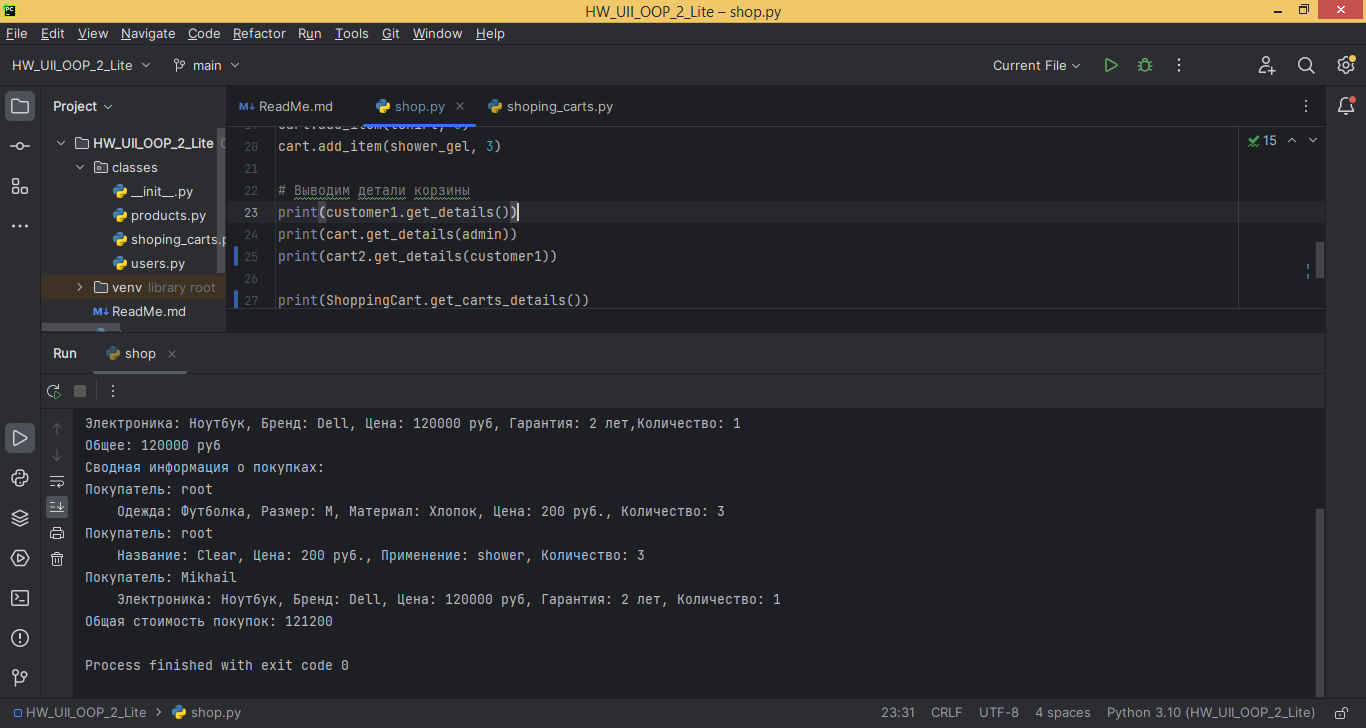 HW_UII_OOP_2_Lite – shop.py
File Edit View Navigate Code Refactor Run Tools Git Window Help
HW_UII_OOP_2_Lite main Current File
Project
ReadMe.md shop.py shoping_carts.py
HW_UII_OOP_2_Lite
classes
__init__.py
products.py
shoping_carts.p
users.py
venv library root
ReadMe.md
15
20 cart.add_item(shower_gel, 3)
21
22 # Выводим детали корзины
23 print(customer1.get_details())
24 print(cart.get_details(admin))
25 print(cart2.get_details(customer1))
26
27 print(ShoppingCart.get_carts_details())
Run shop
Электроника: Ноутбук, Бренд: Dell, Цена: 120000 руб, Гарантия: 2 лет,Количество: 1
Общее: 120000 руб
Сводная информация о покупках:
Покупатель: root
Одежда: Футболка, Размер: M, Материал: Хлопок, Цена: 200 руб., Количество: 3
Покупатель: root
Название: Clear, Цена: 200 руб., Применение: shower, Количество: 3
Покупатель: Mikhail
Электроника: Ноутбук, Бренд: Dell, Цена: 120000 руб, Гарантия: 2 лет, Количество: 1
Общая стоимость покупок: 121200
Process finished with exit code 0
HW_UII_OOP_2_Lite > shop.py 23:31 CRLF UTF-8 4 spaces Python 3.10 (HW_UII_OOP_2_Lite)